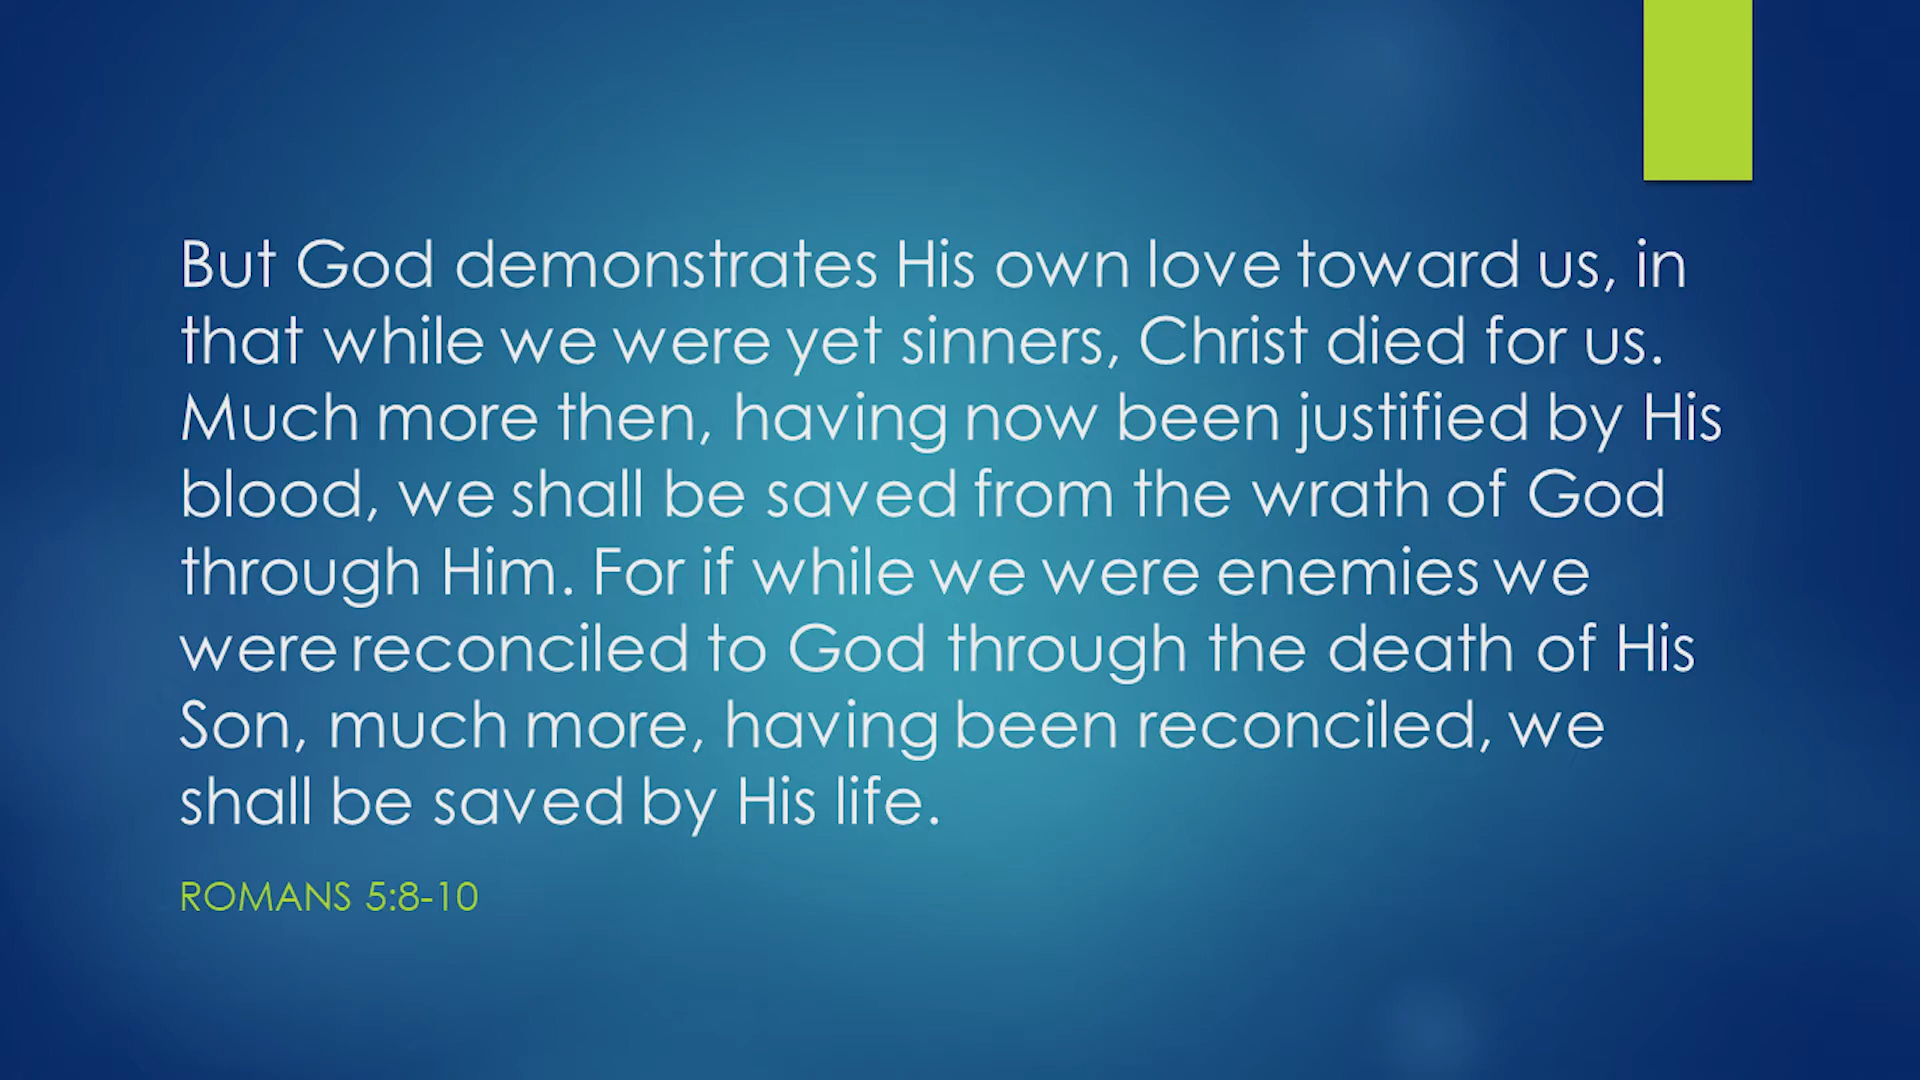 But God demonstrates His own love toward us, in
that while we were yet sinners, Christ died for us.
Much more then, having now been justified by His
blood, we shall be saved from the wrath of God
through Him. For if while we were enemies we
were reconciled to God through the death of His
Son, much more, having been reconciled, we
shall be saved by His life.
ROMANS 5:8-10